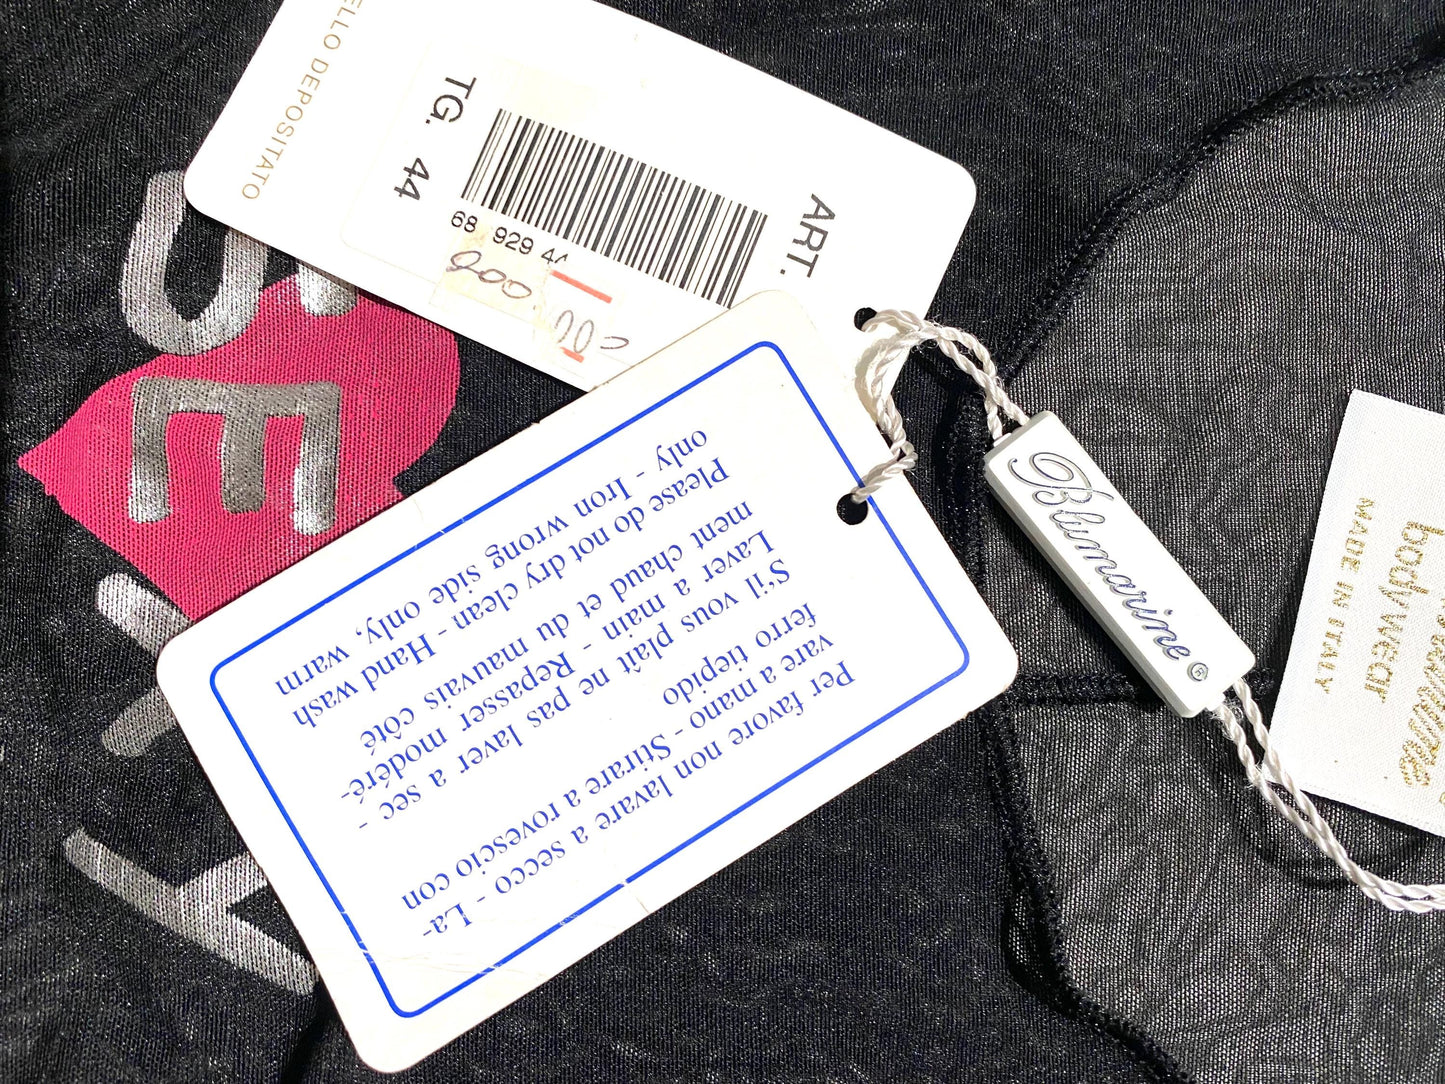 ELLO DEPOSITATO
TG. 44
ART.
68 929 44
000
Per favore non lavare a secco - La-
vare a mano - Stirare a rovescio con
ferro tiepido
S'il vous plaît ne pas laver a sec -
Laver a main - Repasser modéré-
ment chaud et du mauvais côté
Please do not dry clean - Hand wash
only - Iron wrong side only, warm
Blumarine®
bodywear
MADE IN ITALY